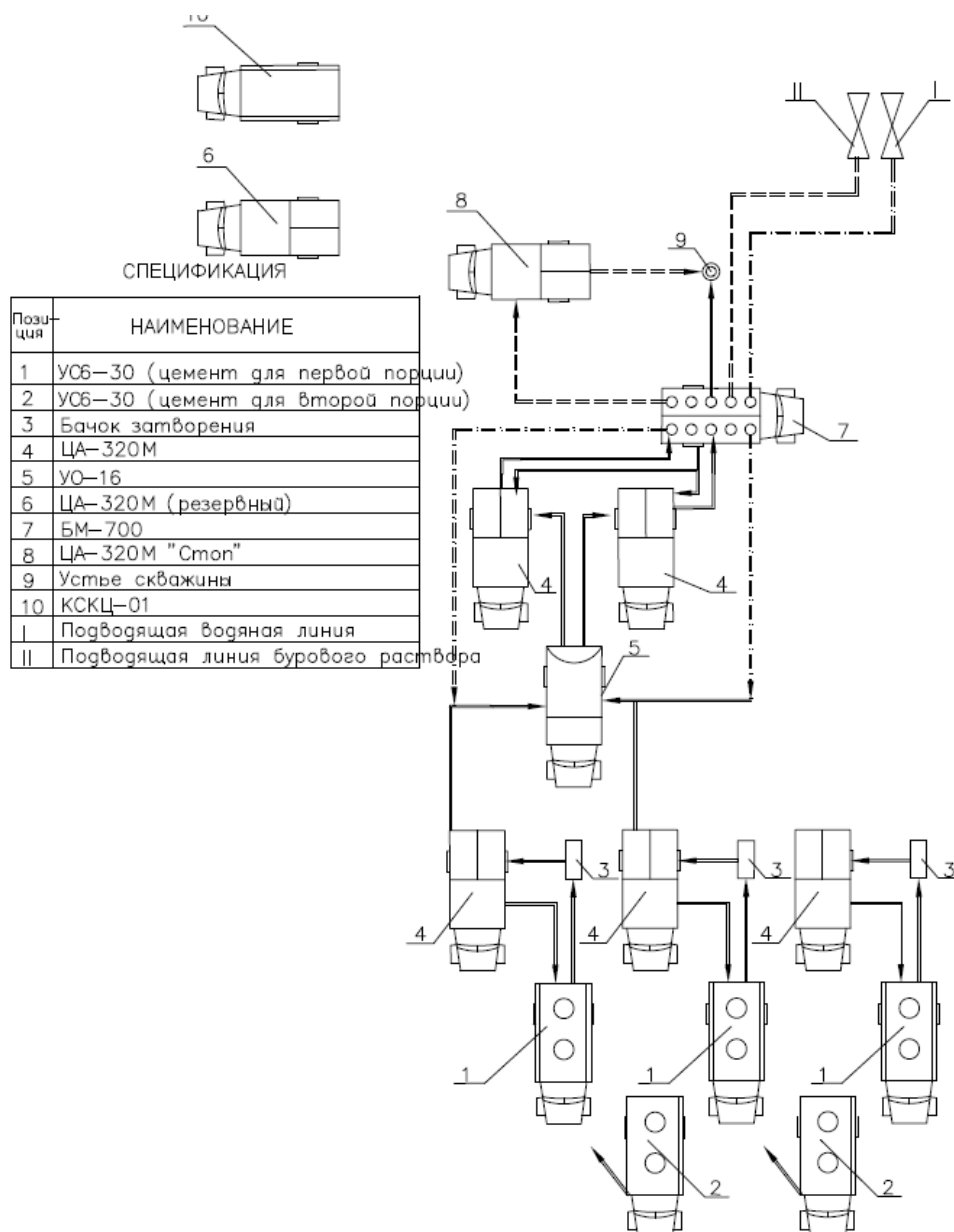 10
6
СПЕЦИФИКАЦИЯ
Пози-
ция
НАИМЕНОВАНИЕ
1 УС6–30 (цемент для первой порции)
2 УС6–30 (цемент для второй порции)
3 Бачок затворения
4 ЦА–320М
5 УО–16
6 ЦА–320М (резервный)
7 БМ–700
8 ЦА–320М "Стоп"
9 Устье скважины
10 КСКЦ–01
I Подводящая водяная линия
II Подводящая линия бурового раствора
II
I
8
9
7
4
4
5
3
3
3
4
4
4
1
1
1
2
2